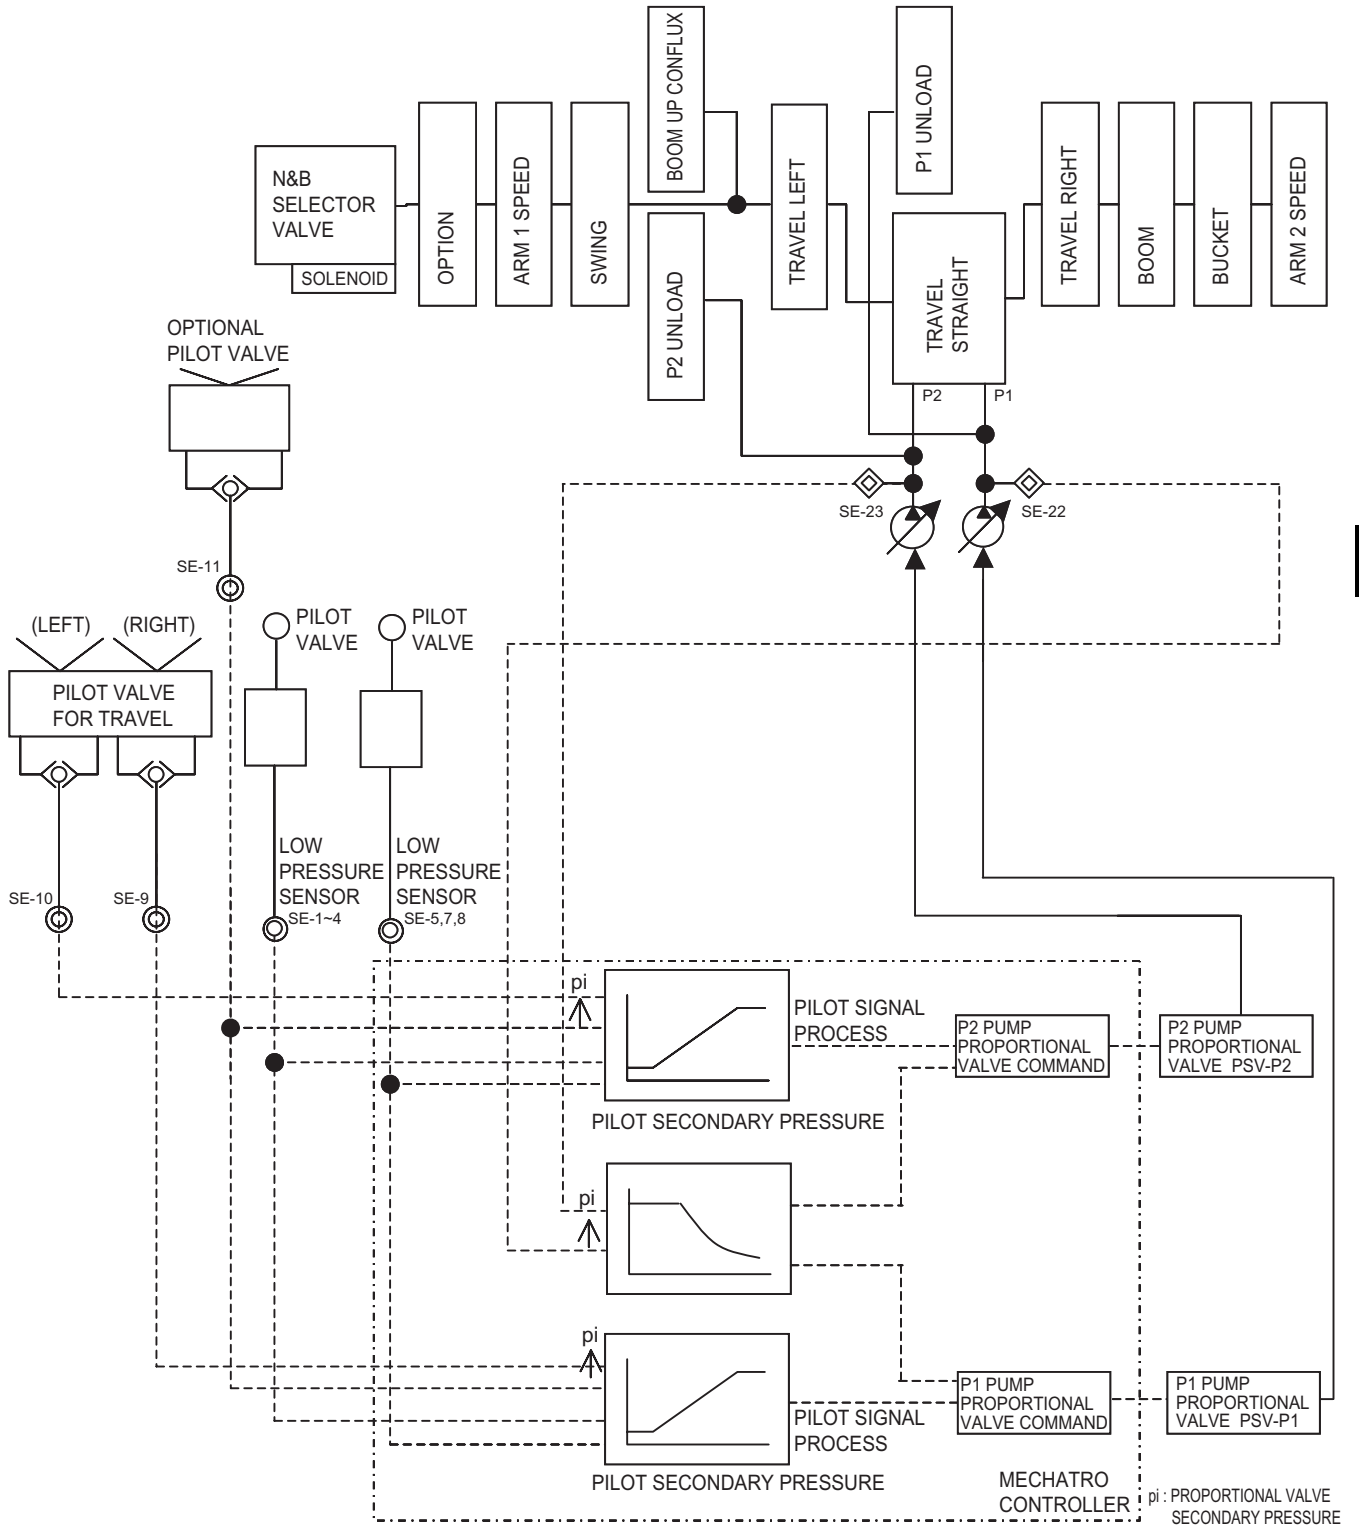 BOOM UP CONFLUX
P1 UNLOAD
N&B
SELECTOR
VALVE
SOLENOID
OPTION
ARM 1 SPEED
SWING
P2 UNLOAD
TRAVEL LEFT
TRAVEL
STRAIGHT
TRAVEL RIGHT
BOOM
BUCKET
ARM 2 SPEED
P2
P1
OPTIONAL
PILOT VALVE
SE-23
SE-22
SE-11
(LEFT)
(RIGHT)
PILOT
VALVE
PILOT
VALVE
PILOT VALVE
FOR TRAVEL
LOW
PRESSURE
SENSOR
SE-1~4
LOW
PRESSURE
SENSOR
SE-5,7,8
SE-10
SE-9
pi
PILOT SIGNAL
PROCESS
P2 PUMP
PROPORTIONAL
VALVE COMMAND
P2 PUMP
PROPORTIONAL
VALVE PSV-P2
PILOT SECONDARY PRESSURE
pi
pi
P1 PUMP
PROPORTIONAL
VALVE COMMAND
P1 PUMP
PROPORTIONAL
VALVE PSV-P1
PILOT SIGNAL
PROCESS
PILOT SECONDARY PRESSURE
MECHATRO
CONTROLLER
pi : PROPORTIONAL VALVE
SECONDARY PRESSURE